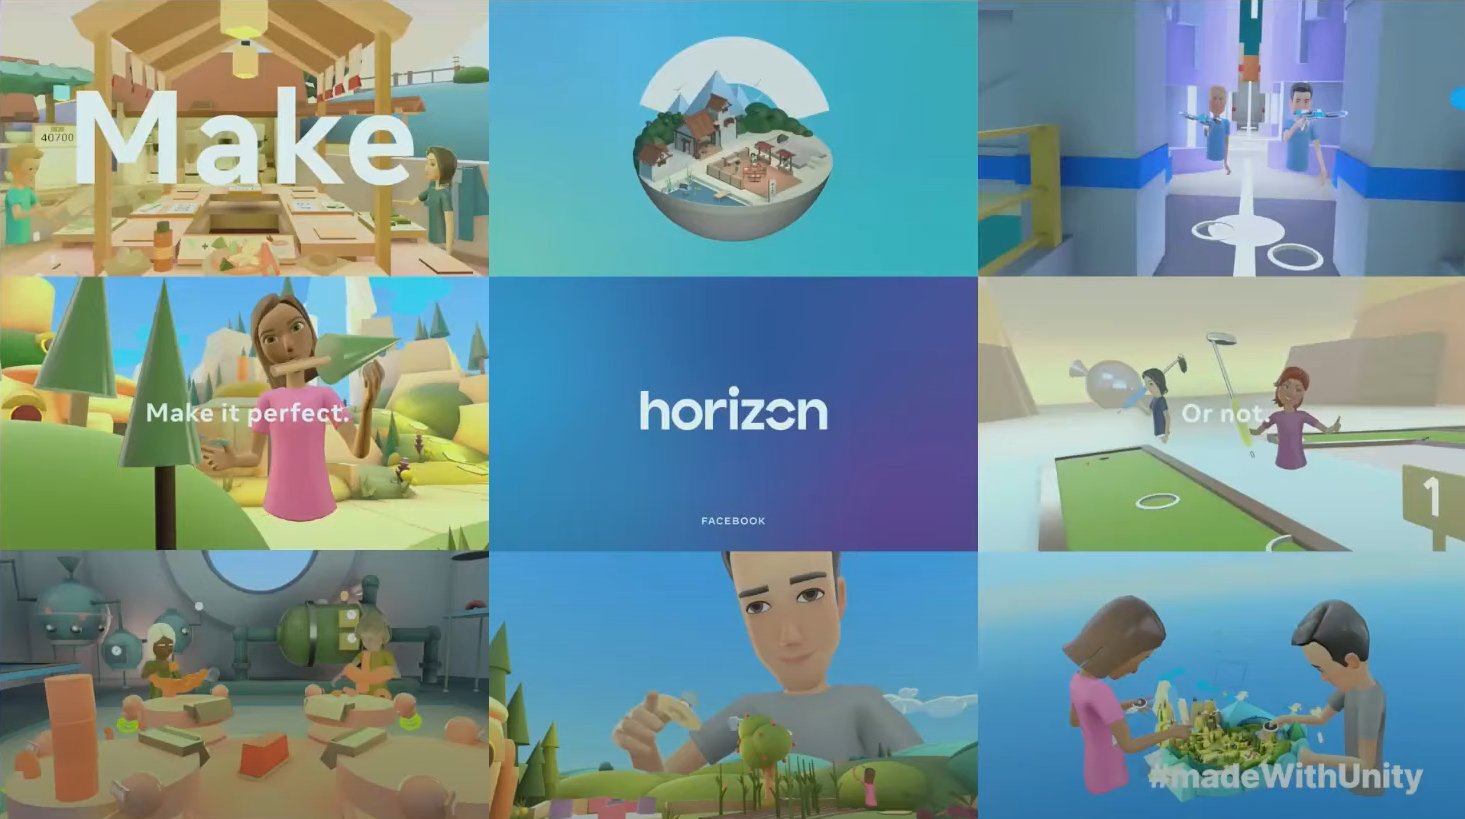 Make
40700
Make it perfect.
horizon
FACEBOOK
Or not.
1
#madeWithUnity